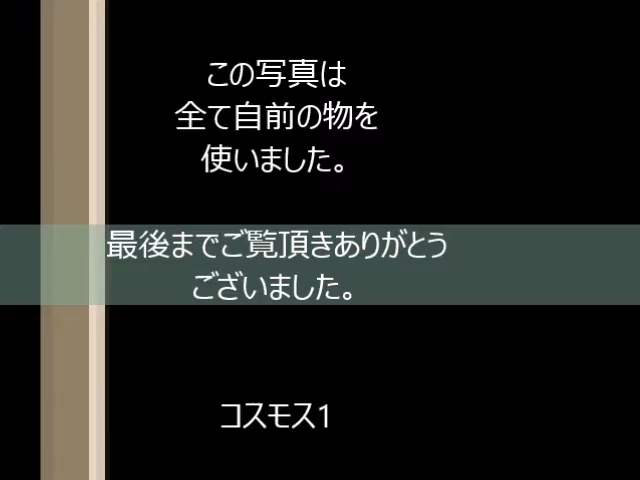 この写真は
全て自前の物を
使いました。
最後までご覧頂きありがとう
ございました。
コスモス1